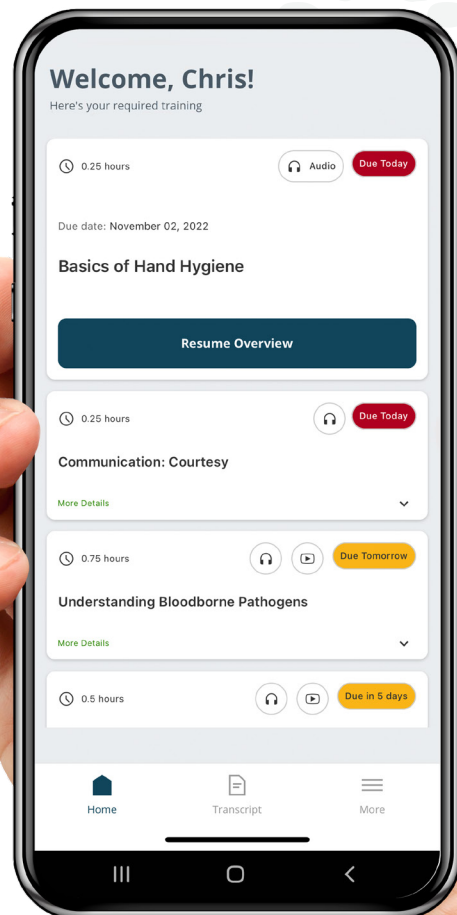 Welcome, Chris!
Here's your required training
0.25 hours
Audio
Due Today
Due date: November 02, 2022
Basics of Hand Hygiene
Resume Overview
0.25 hours
Due Today
Communication: Courtesy
More Details
0.75 hours
Due Tomorrow
Understanding Bloodborne Pathogens
More Details
0.5 hours
Due in 5 days
Home
Transcript
More